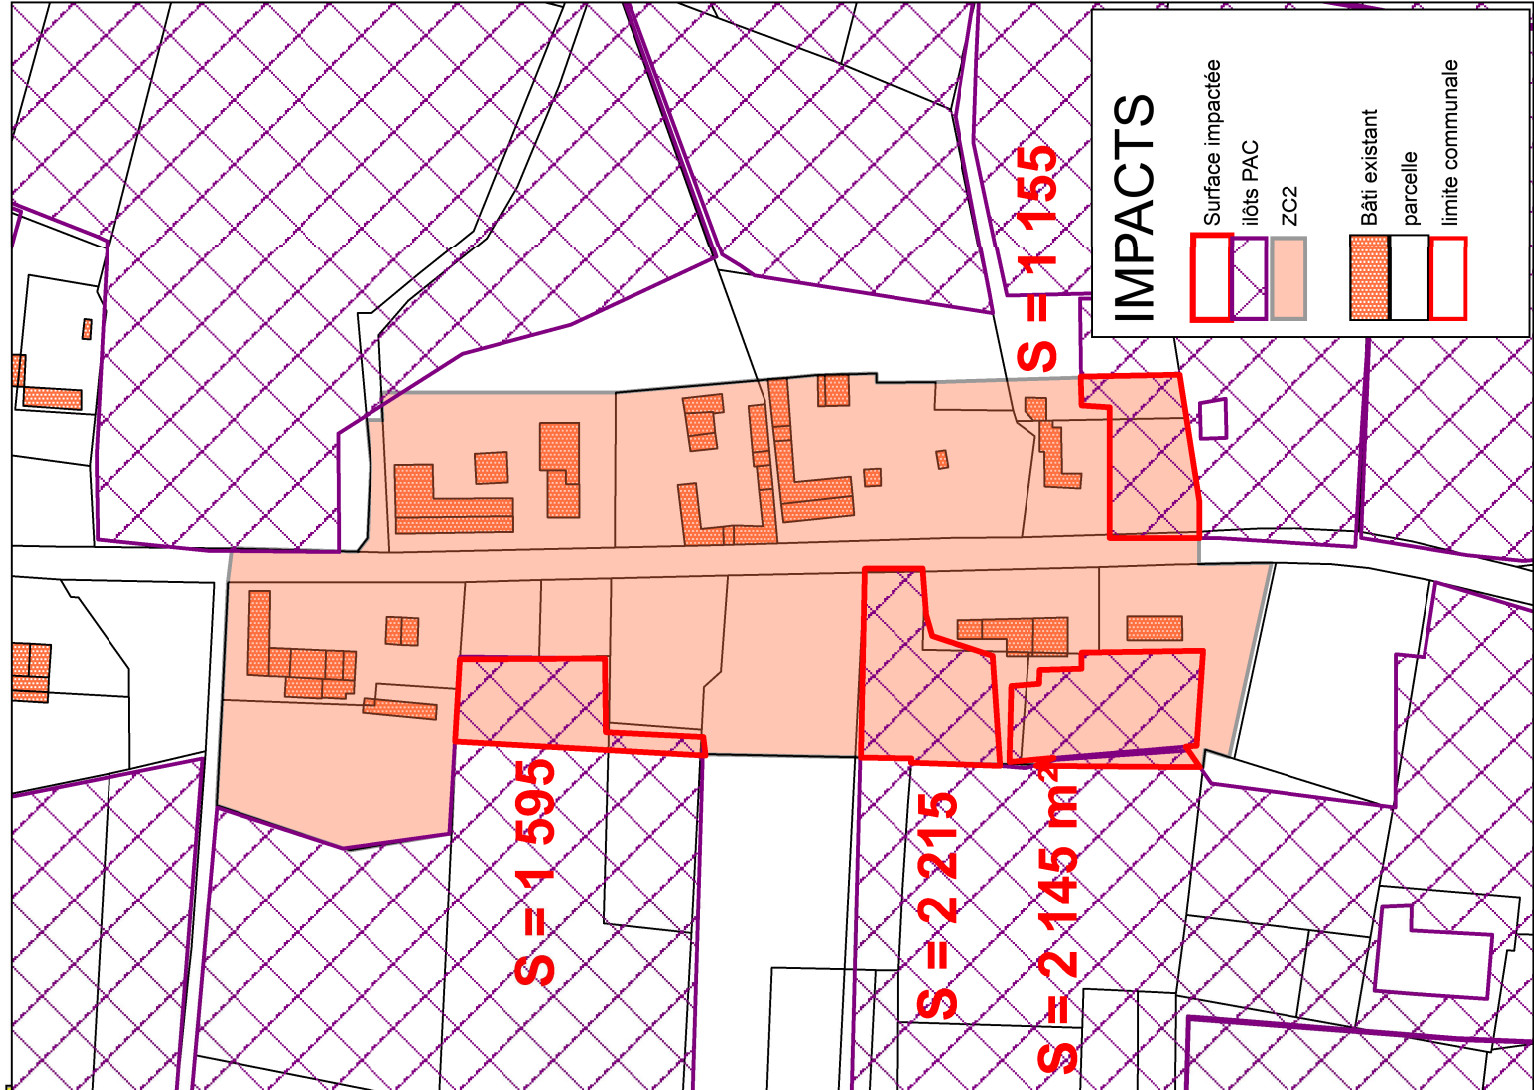 IMPACTS
Surface impactée
ilôts PAC
ZC2
Bâti existant
parcelle
limite communale
S = 1 595
S = 2 215
S = 2 145 m²
S = 1 155